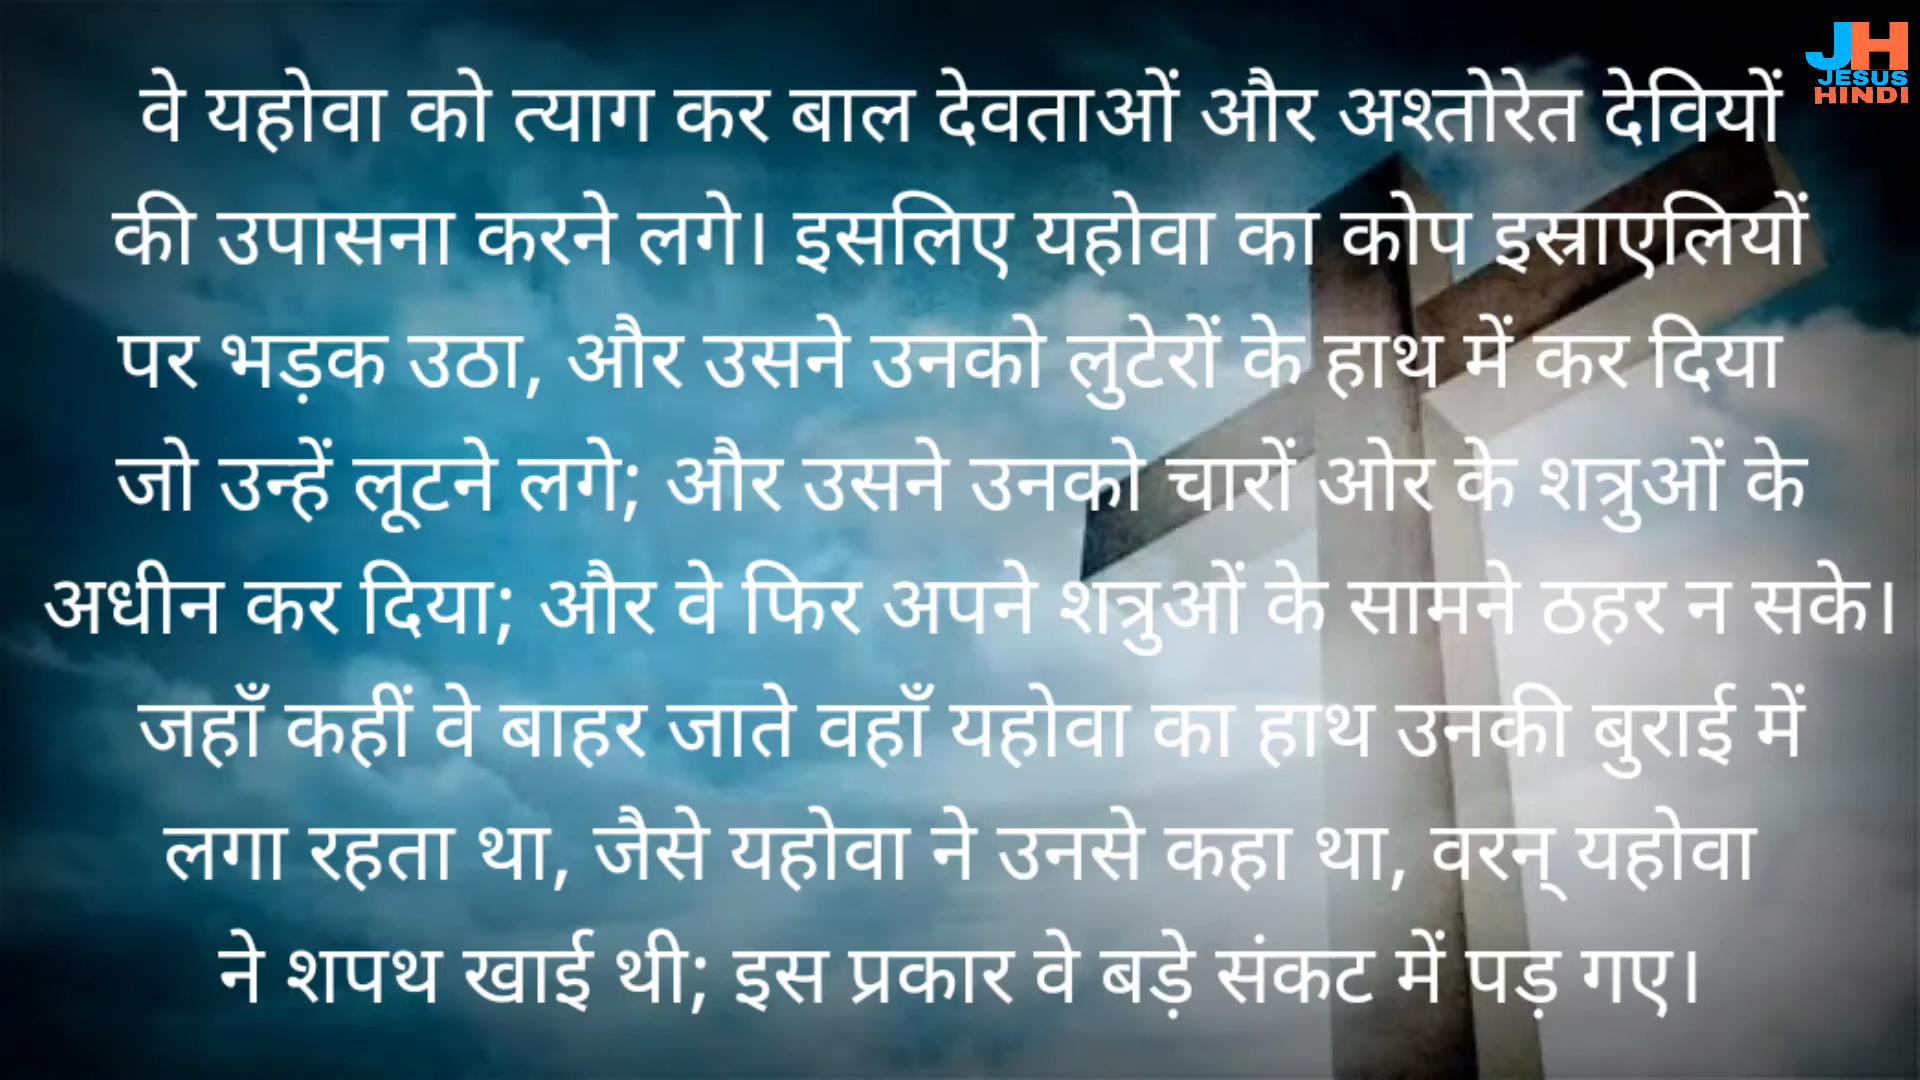 JH
JESUS
HINDI
वे यहोवा को त्याग कर बाल देवताओं और अश्तोरेत देवियों
की उपासना करने लगे। इसलिए यहोवा का कोप इस्राएलियों
पर भड़क उठा, और उसने उनको लुटेरों के हाथ में कर दिया
जो उन्हें लूटने लगे; और उसने उनको चारों ओर के शत्रुओं के
अधीन कर दिया; और वे फिर अपने शत्रुओं के सामने ठहर न सके।
जहाँ कहीं वे बाहर जाते वहाँ यहोवा का हाथ उनकी बुराई में
लगा रहता था, जैसे यहोवा ने उनसे कहा था, वरन् यहोवा
ने शपथ खाई थी; इस प्रकार वे बड़े संकट में पड़ गए।